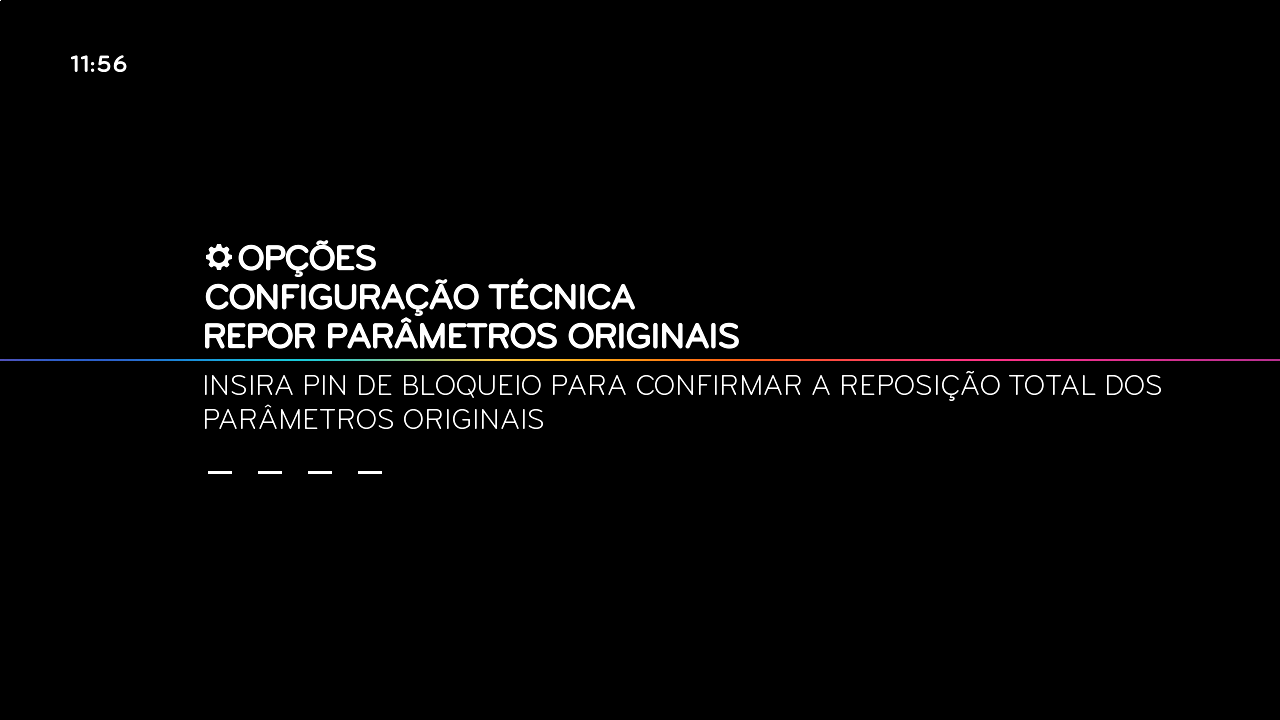 11:56
OPÇÕES
CONFIGURAÇÃO TÉCNICA
REPOR PARÂMETROS ORIGINAIS
INSIRA PIN DE BLOQUEIO PARA CONFIRMAR A REPOSIÇÃO TOTAL DOS
PARÂMETROS ORIGINAIS